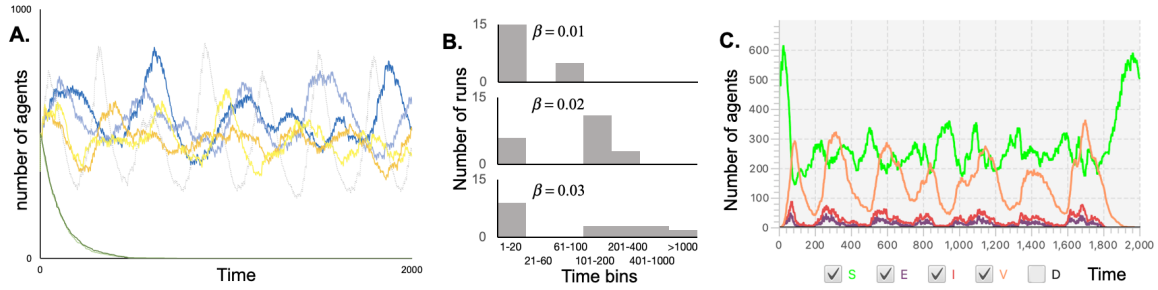 A.
1000
number of agents
0
0
Time
2000
B.
Number of runs
15
β = 0.01
0
15
β = 0.02
0
15
β = 0.03
0
1-20
61-100
201-400
>1000
21-60
101-200
401-1000
Time bins
C.
Number of agents
600
500
400
300
200
100
0
0 200 400 600 800 1,000 1,200 1,400 1,600 1,800 2,000
S E I V D Time